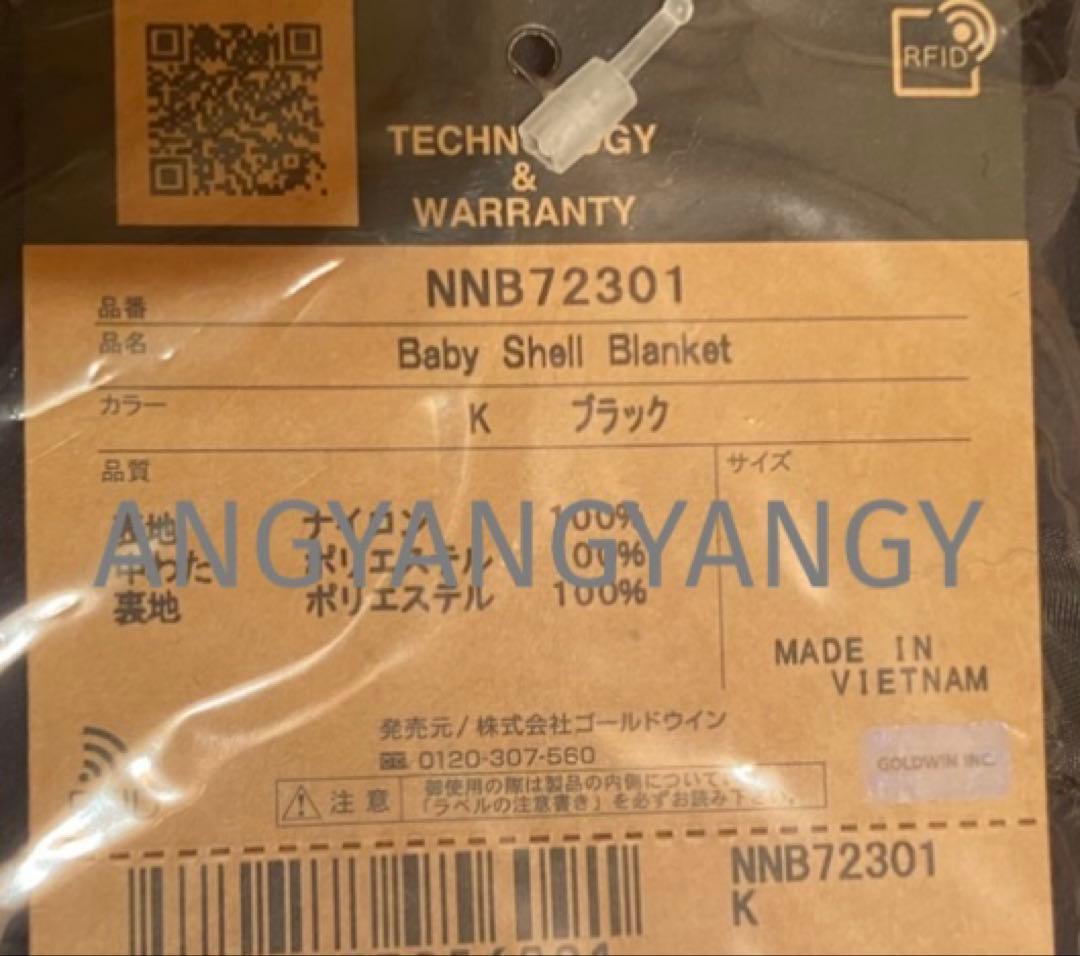 RFID
TECHNOLOGY
&
WARRANTY
品番 NNB72301
品名 Baby Shell Blanket
カラー K ブラック
品質 サイズ
ANGYANGYANGY
表地 ナイロン 100%
中わた ポリエステル 100%
裏地 ポリエステル 100%
MADE IN
VIETNAM
発売元/株式会社ゴールドウイン
0120-307-560
GOLDWIN INC.
注意 御使用の際は製品の内側について
「ラベルの注意書き」を必ずお読み下さい。
NNB72301
K